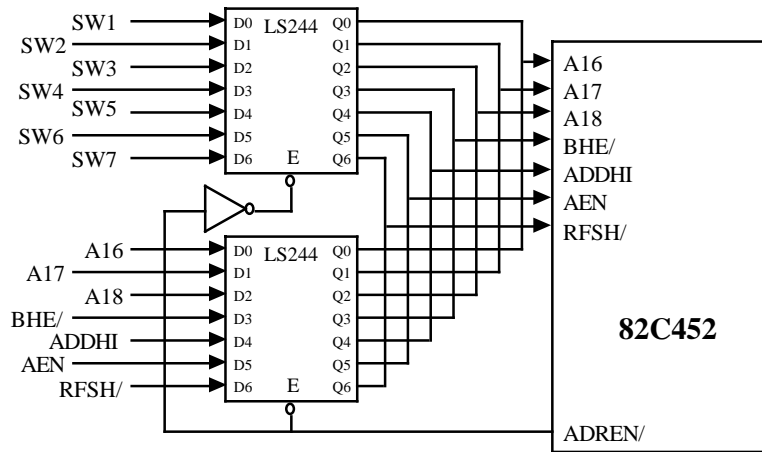 SW1
SW2
SW3
SW4
SW5
SW6
SW7
LS244
D0
D1
D2
D3
D4
D5
D6
E
Q0
Q1
Q2
Q3
Q4
Q5
Q6
A16
A17
A18
BHE/
ADDHI
AEN
RFSH/
LS244
D0
D1
D2
D3
D4
D5
D6
E
Q0
Q1
Q2
Q3
Q4
Q5
Q6
A16
A17
A18
BHE/
ADDHI
AEN
RFSH/
82C452
ADREN/